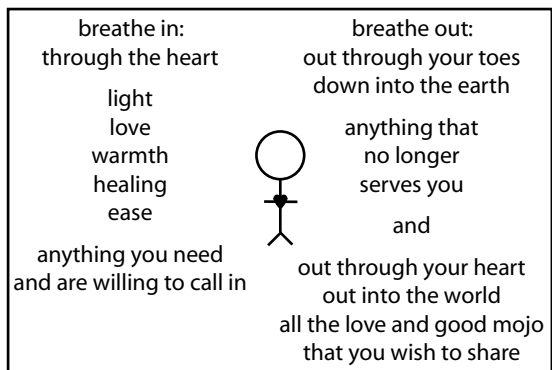 breathe in:
through the heart
light
love
warmth
healing
ease
anything you need
and are willing to call in
breathe out:
out through your toes
down into the earth
anything that
no longer
serves you
and
out through your heart
out into the world
all the love and good mojo
that you wish to share